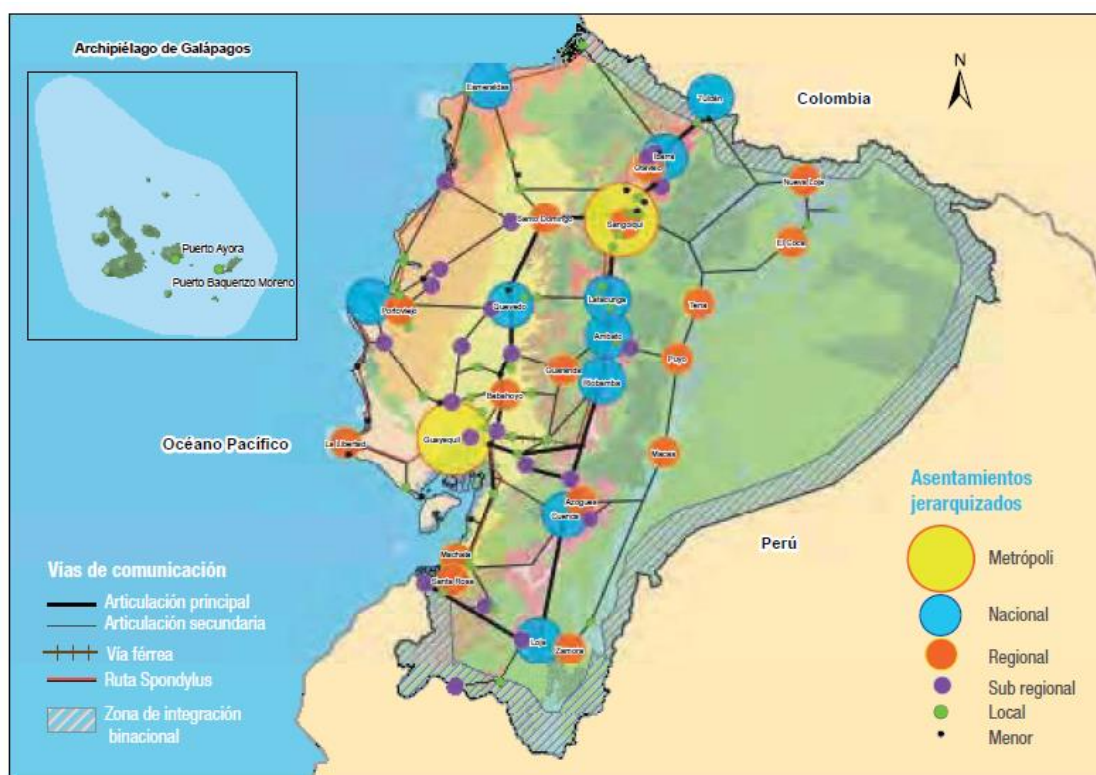 Archipiélago de Galápagos
Puerto Ayora
Puerto Baquerizo Moreno
N
Colombia
Esmeraldas
Tulcán
Ibarra
Otavalo
Nueva Loja
Santo Domingo
Sangolquí
El Coca
Portoviejo
Quevedo
Latacunga
Tena
Ambato
Puyo
Guaranda
Riobamba
Babahoyo
Océano Pacífico
La Libertad
Guayaquil
Macas
Azogues
Cuenca
Perú
Machala
Santa Rosa
Loja
Zamora
Vías de comunicación
Articulación principal
Articulación secundaria
Vía férrea
Ruta Spondylus
Zona de integración
binacional
Asentamientos
jerarquizados
Metrópoli
Nacional
Regional
Sub regional
Local
Menor